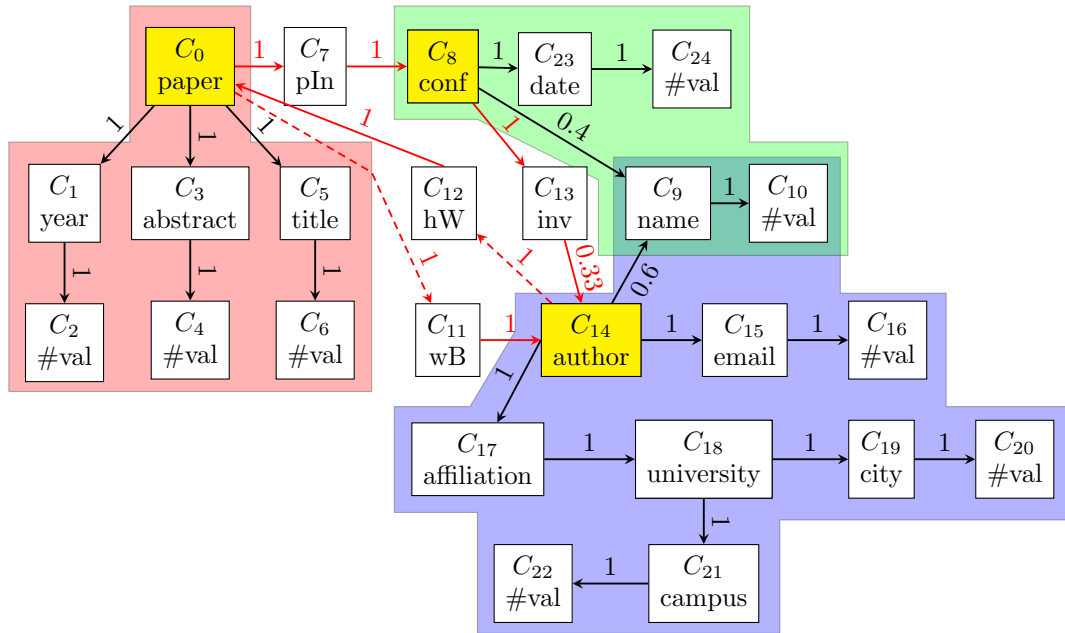 C0 1 C7 1 C8 1 C23 1 C24
paper pIn conf date #val
1 1 1 1 1 0.4
C1 C3 C5 C12 C13 C9 1 C10
year abstract title hW inv name #val
1 1 1 1 1 0.33 0.6
C2 C4 C6 C11 1 C14 1 C15 1 C16
#val #val #val wB author email #val
1
C17 1 C18 1 C19 1 C20
affiliation university city #val
1
C22 1 C21
#val campus